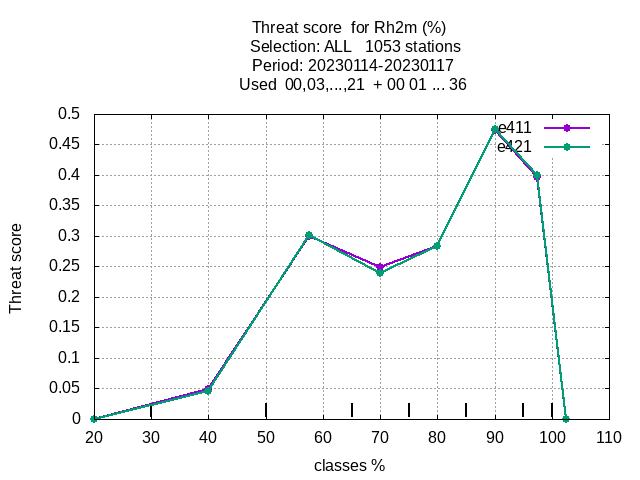 Threat score  for Rh2m (%)
Selection: ALL   1053 stations
Period: 20230114-20230117
Used  00,03,...,21  + 00 01 ... 36
0.5
0.45
0.4
0.35
0.3
0.25
0.2
0.15
0.1
0.05
0
Threat score
e411
e421
20 30 40 50 60 70 80 90 100 110
classes %